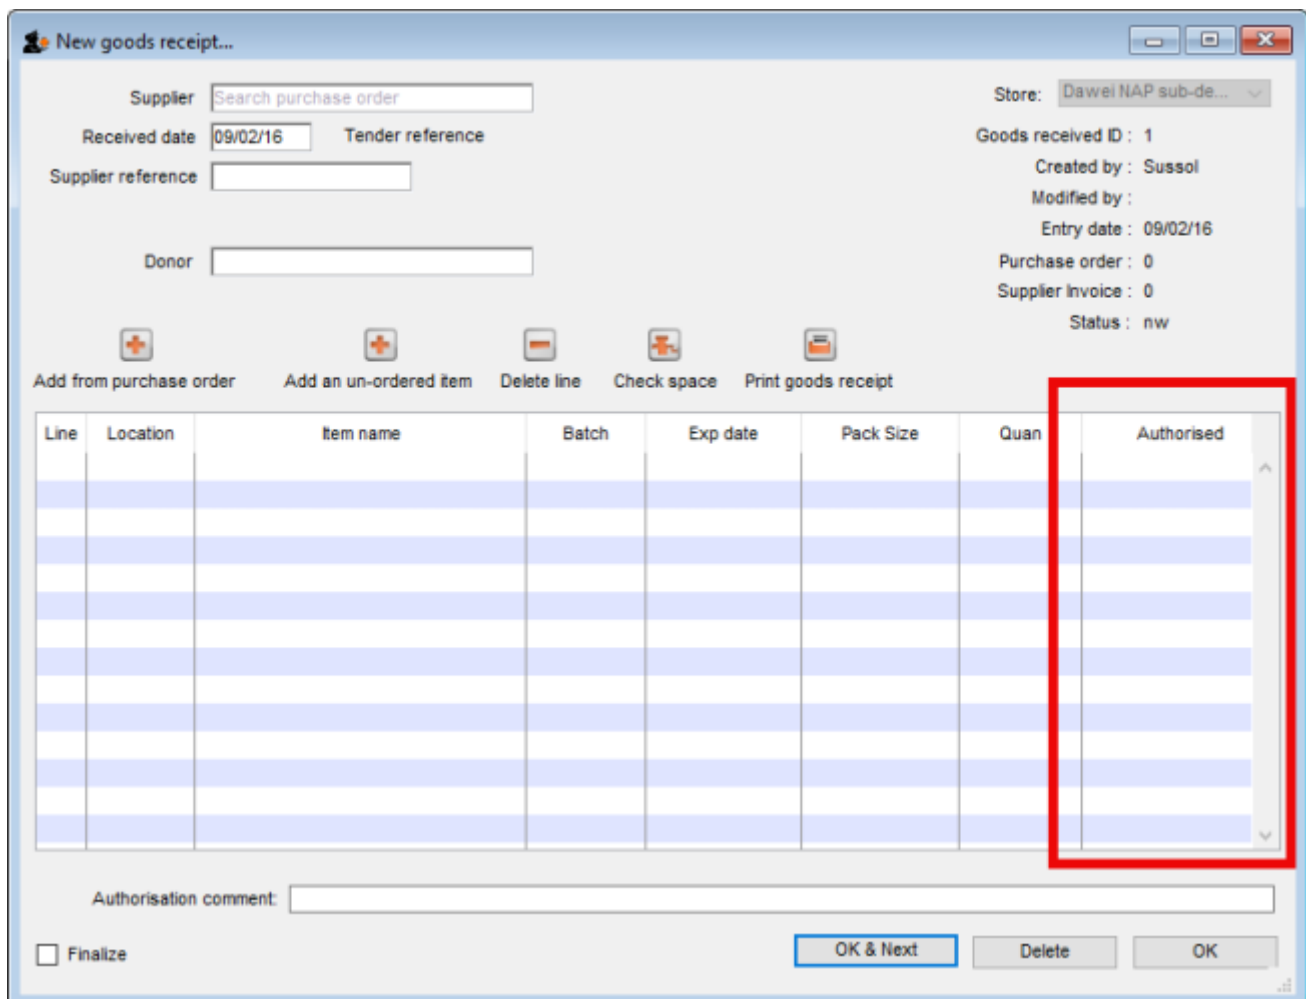 New goods receipt...
Supplier Search purchase order Store: Dawei NAP sub-de...
Received date 09/02/16 Tender reference Goods received ID : 1
Supplier reference Created by : Sussol
Modified by :
Entry date : 09/02/16
Donor Purchase order : 0
Supplier Invoice : 0
Status : nw
Add from purchase order Add an un-ordered item Delete line Check space Print goods receipt
Line Location Item name Batch Exp date Pack Size Quan Authorised
Authorisation comment:
Finalize OK & Next Delete OK